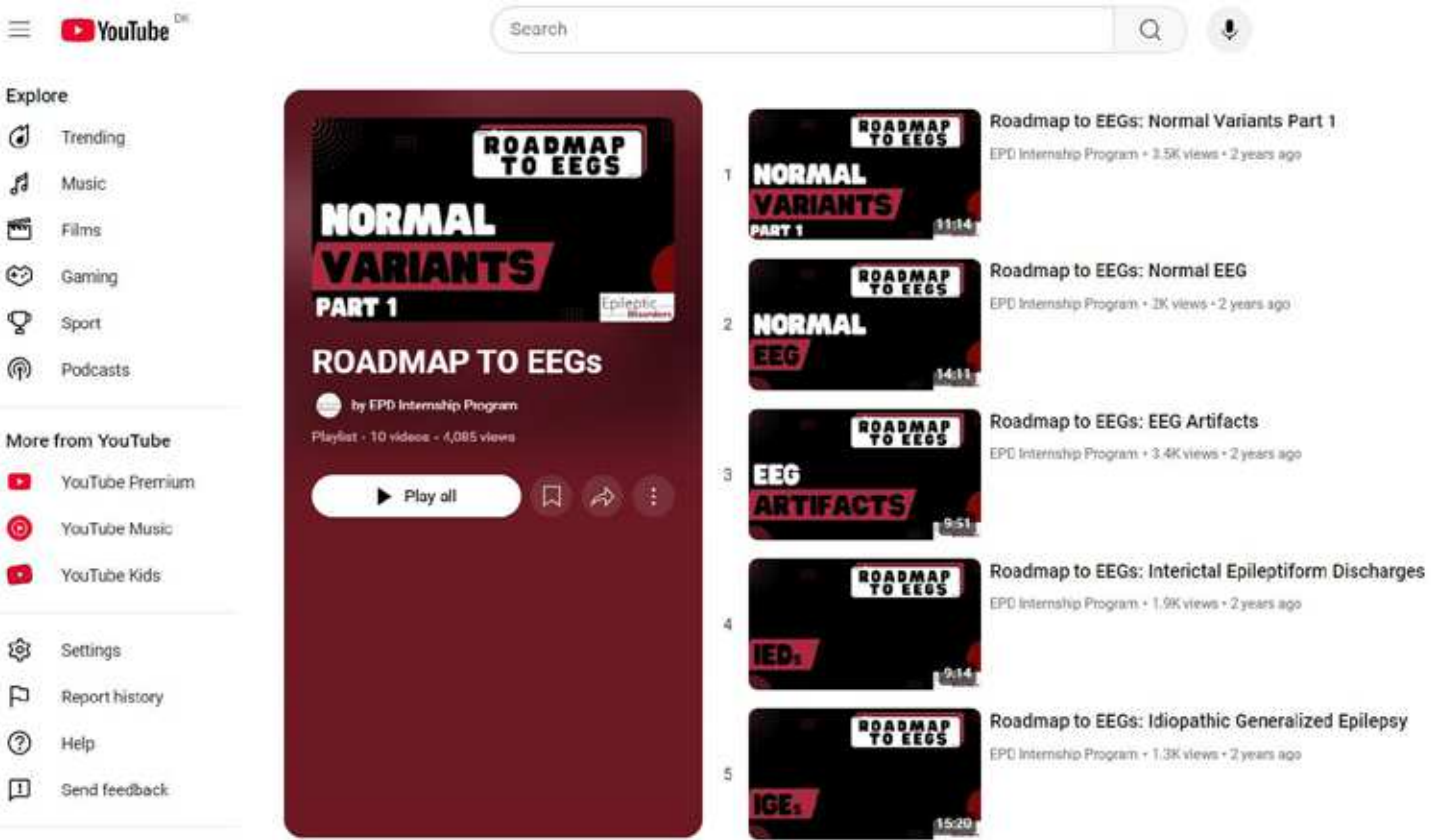 YouTube DK
Search
Explore
Trending
Music
Films
Gaming
Sport
Podcasts
More from YouTube
YouTube Premium
YouTube Music
YouTube Kids
Settings
Report history
Help
Send feedback
ROADMAP
TO EEGS
NORMAL
VARIANTS
PART 1
Epileptic
Disorders
ROADMAP TO EEGs
by EPD Internship Program
Playlist - 10 videos - 4,085 views
Play all
1
ROADMAP
TO EEGS
NORMAL
VARIANTS
PART 1
11:14
Roadmap to EEGs: Normal Variants Part 1
EPD Internship Program • 3.5K views • 2 years ago
2
ROADMAP
TO EEGS
NORMAL
EEG
14:11
Roadmap to EEGs: Normal EEG
EPD Internship Program • 2K views • 2 years ago
3
ROADMAP
TO EEGS
EEG
ARTIFACTS
9:51
Roadmap to EEGs: EEG Artifacts
EPD Internship Program • 3.4K views • 2 years ago
4
ROADMAP
TO EEGS
IEDs
9:14
Roadmap to EEGs: Interictal Epileptiform Discharges
EPD Internship Program • 1.9K views • 2 years ago
5
ROADMAP
TO EEGS
IGEs
15:20
Roadmap to EEGs: Idiopathic Generalized Epilepsy
EPD Internship Program • 1.3K views • 2 years ago